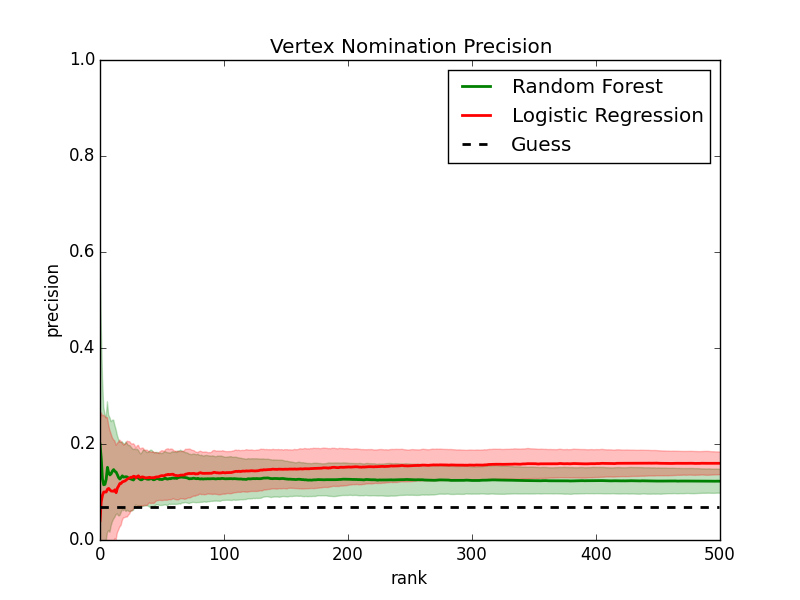 Vertex Nomination Precision
Random Forest
Logistic Regression
Guess
1.0
0.8
0.6
0.4
0.2
0.0
precision
0
100
200
300
400
500
rank